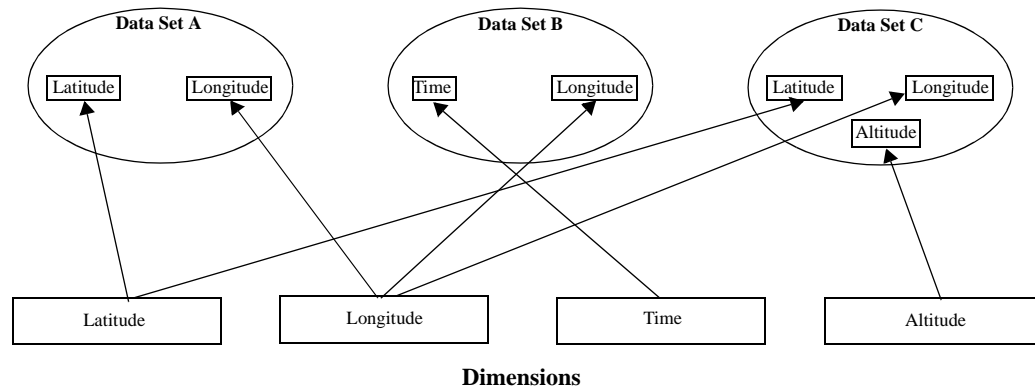 Data Set A
Data Set B
Data Set C
Latitude
Longitude
Time
Longitude
Latitude
Longitude
Altitude
Latitude
Longitude
Time
Altitude
Dimensions